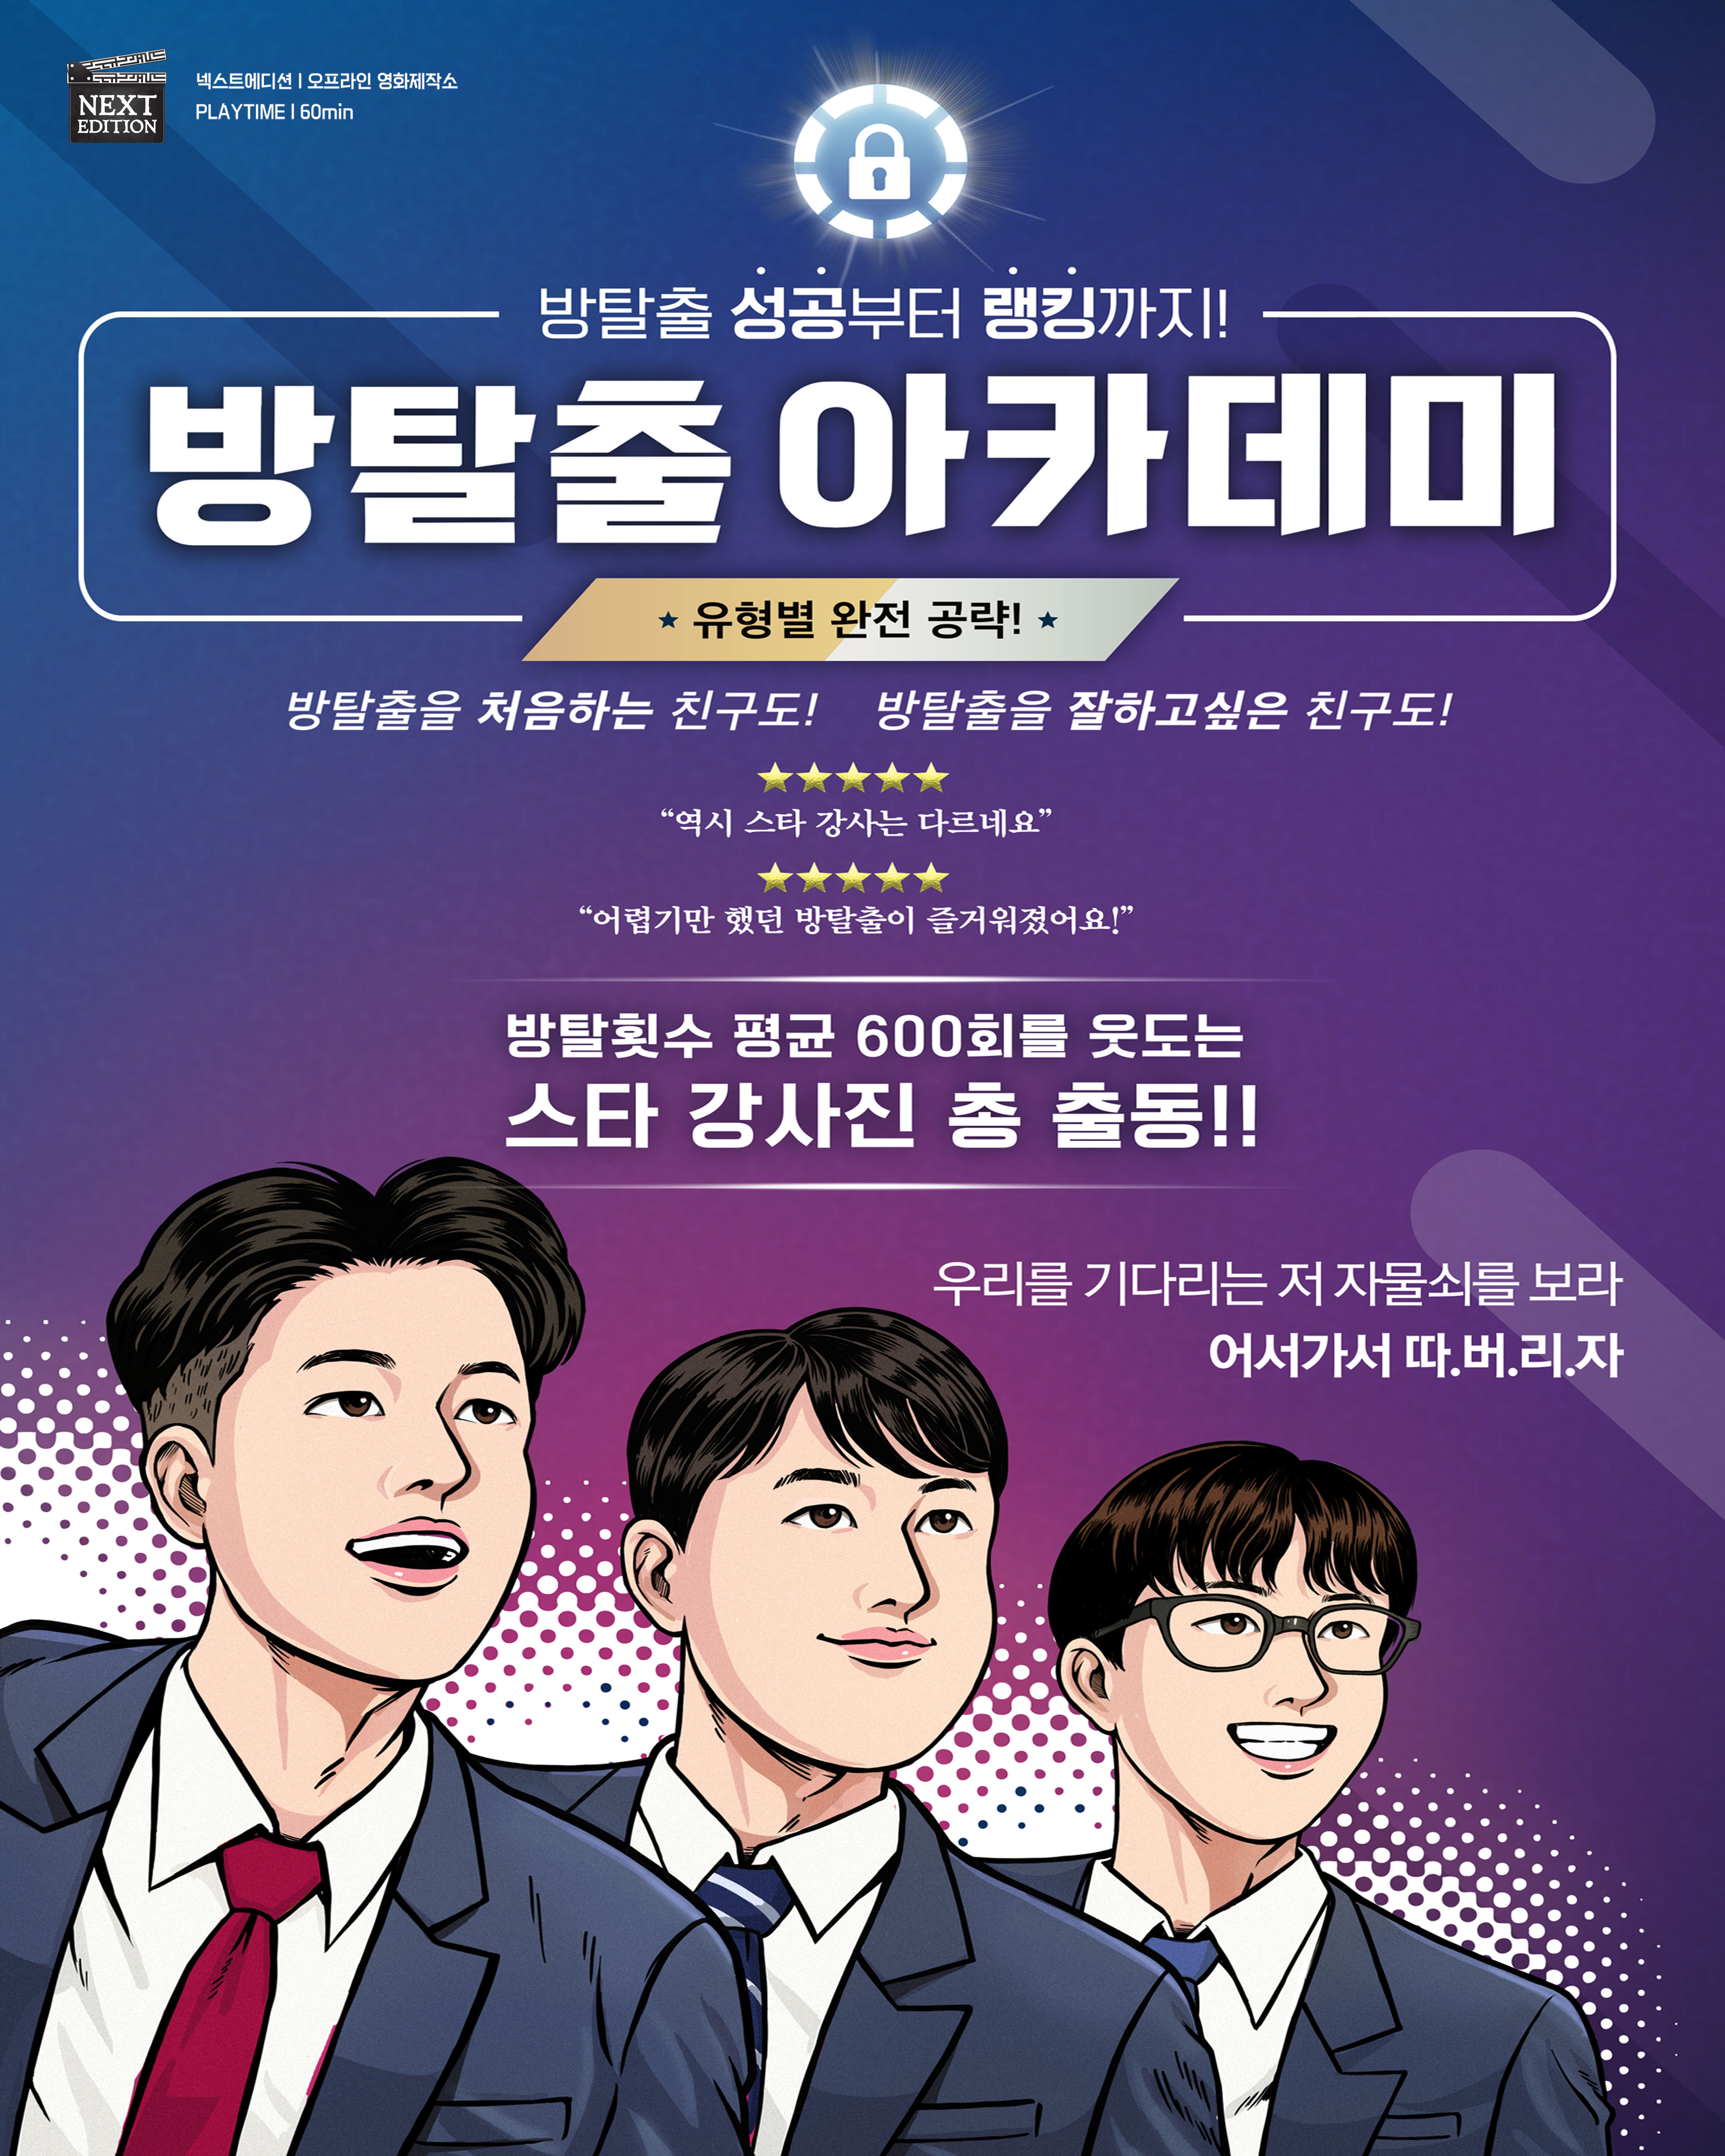 NEXT
EDITION
넥스트에디션 | 오프라인 영화제작소
PLAYTIME | 60min
방탈출 성공부터 랭킹까지!
방탈출 아카데미
★ 유형별 완전 공략! ★
방탈출을 처음하는 친구도! 방탈출을 잘하고싶은 친구도!
“역시 스타 강사는 다르네요”
“어렵기만 했던 방탈출이 즐거워졌어요!”
방탈횟수 평균 600회를 웃도는
스타 강사진 총 출동!!
우리를 기다리는 저 자물쇠를 보라
어서가서 따.버.리.자